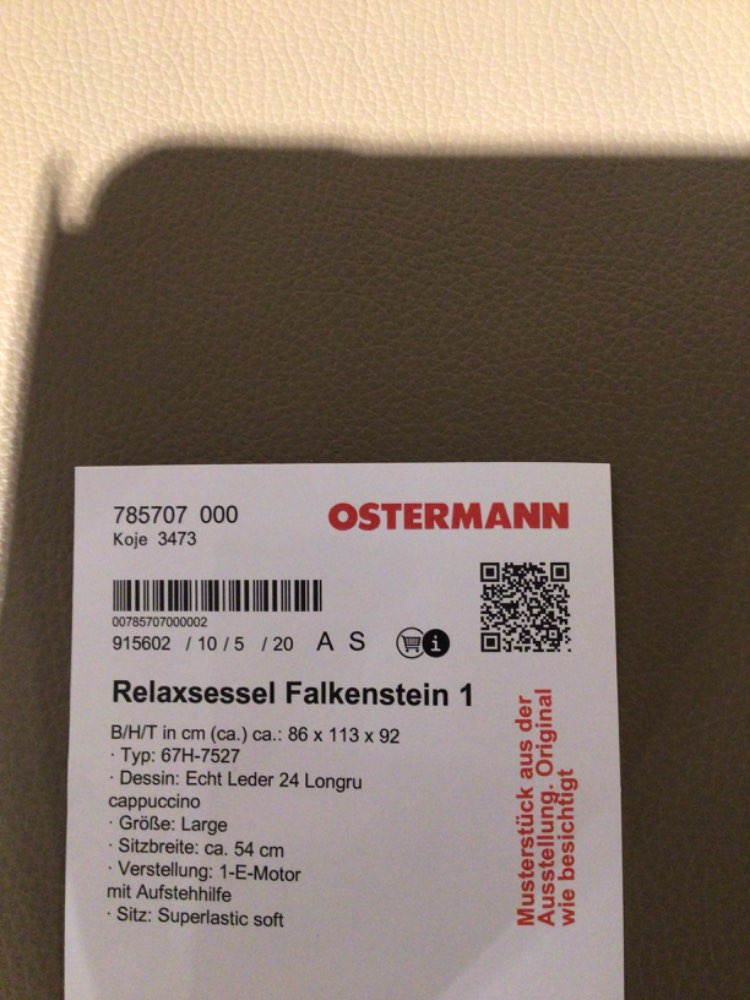 785707 000
OSTERMANN
Koje 3473
00785707000002
915602 / 10 / 5 / 20 A S
i
Relaxsessel Falkenstein 1
B/H/T in cm (ca.) ca.: 86 x 113 x 92
· Typ: 67H-7527
· Dessin: Echt Leder 24 Longru
cappuccino
· Größe: Large
· Sitzbreite: ca. 54 cm
· Verstellung: 1-E-Motor
mit Aufstehhilfe
· Sitz: Superlastic soft
Musterstück aus der
Ausstellung. Original
wie besichtigt